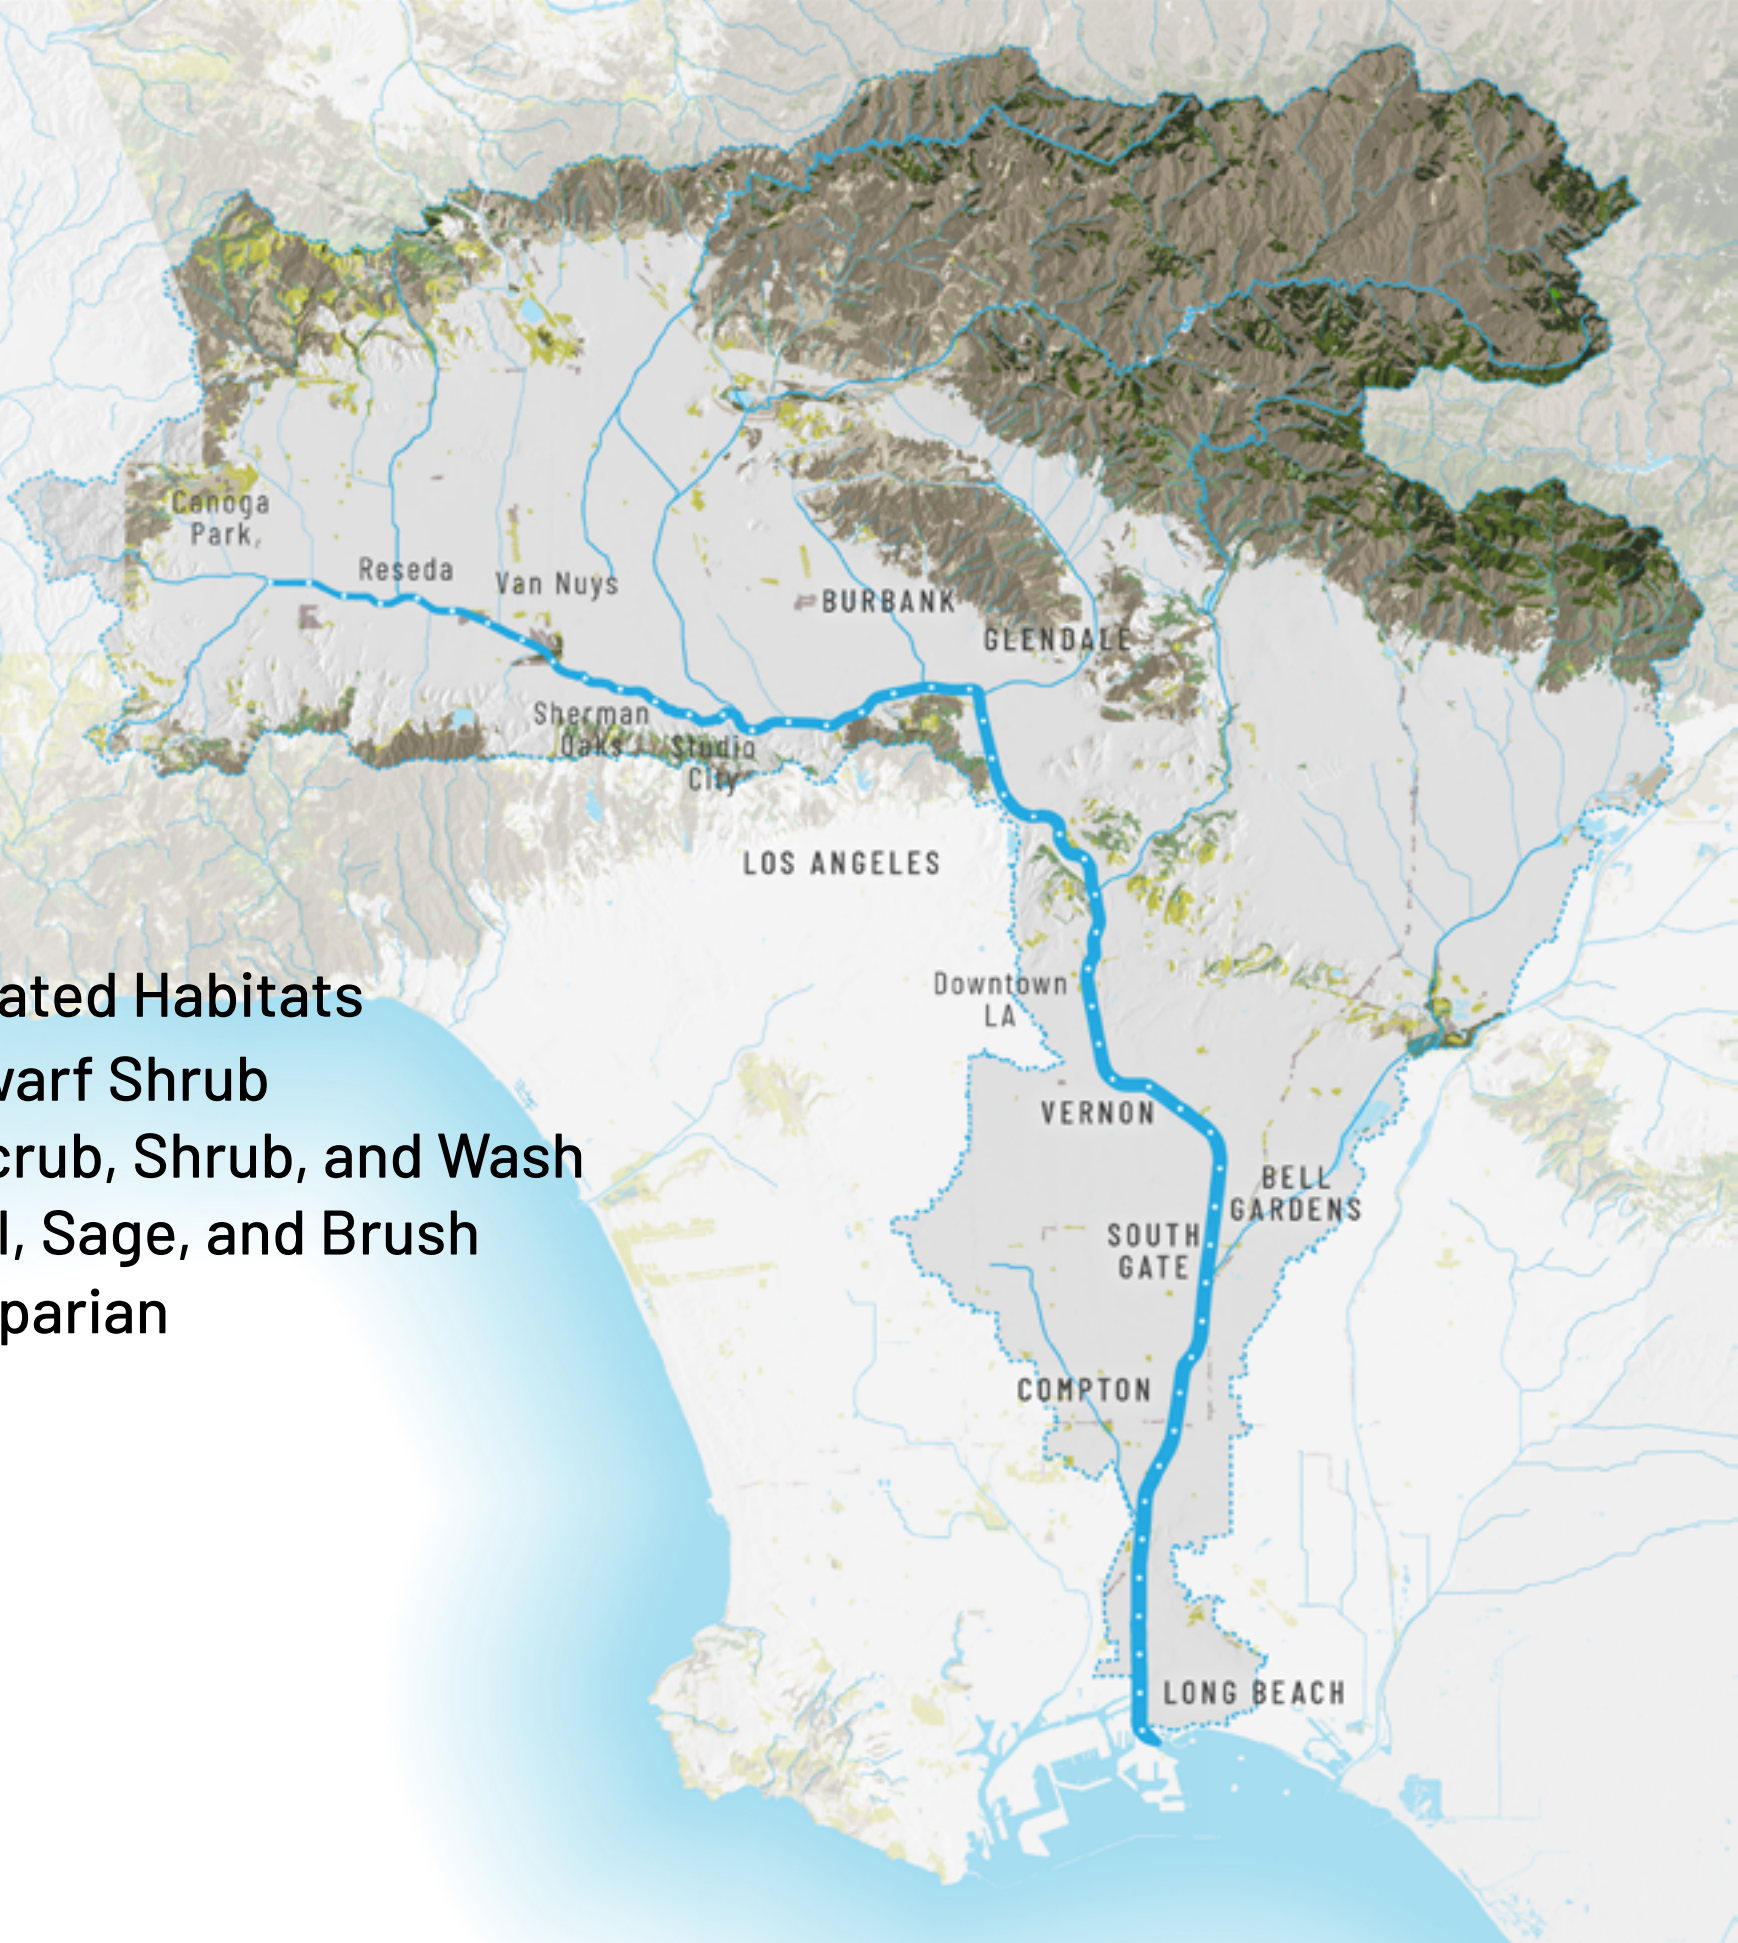 Canoga
Park
Reseda
Van Nuys
BURBANK
GLENDALE
Sherman
Oaks
Studio
City
LOS ANGELES
Downtown
LA
ated Habitats
warf Shrub
crub, Shrub, and Wash
l, Sage, and Brush
parian
VERNON
BELL
GARDENS
SOUTH
GATE
COMPTON
LONG BEACH